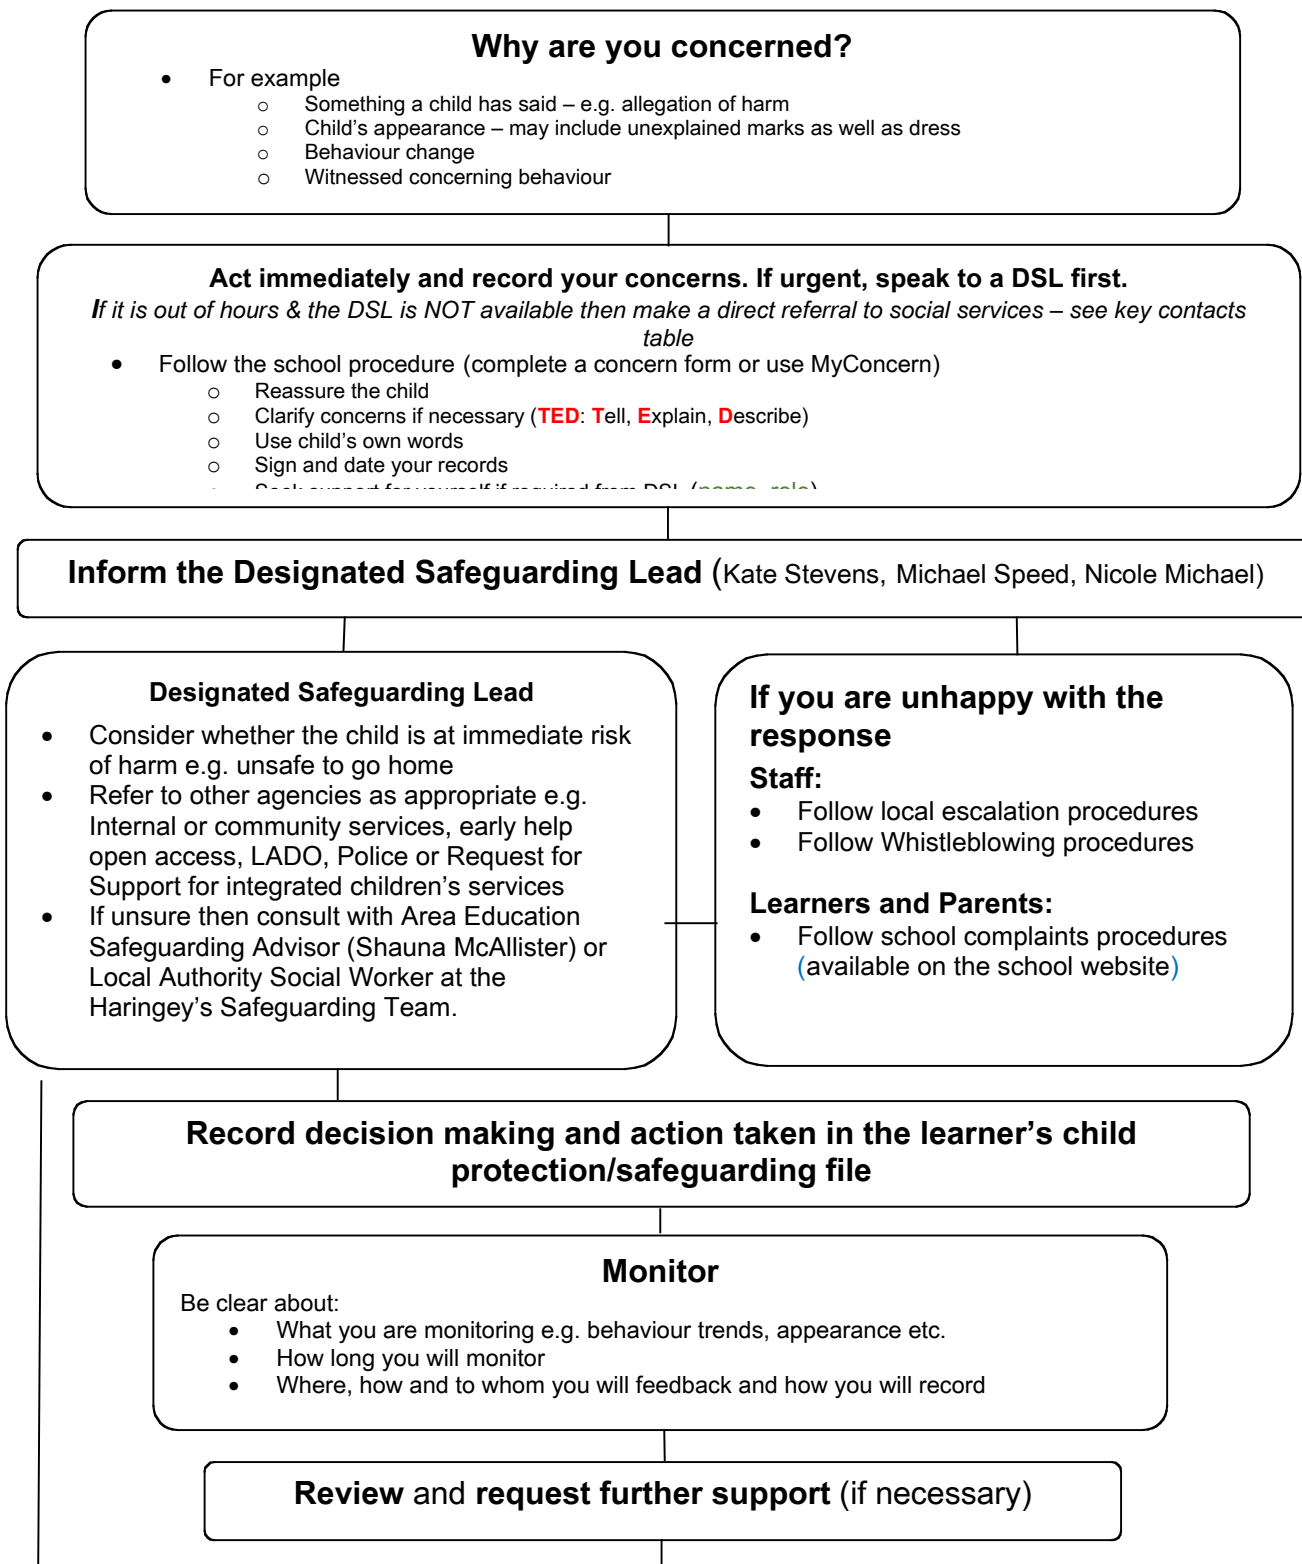 Why are you concerned?
• For example
o Something a child has said – e.g. allegation of harm
o Child's appearance – may include unexplained marks as well as dress
o Behaviour change
o Witnessed concerning behaviour
Act immediately and record your concerns. If urgent, speak to a DSL first.
If it is out of hours & the DSL is NOT available then make a direct referral to social services – see key contacts
table
• Follow the school procedure (complete a concern form or use MyConcern)
o Reassure the child
o Clarify concerns if necessary (TED: Tell, Explain, Describe)
o Use child's own words
o Sign and date your records
Seek support for yourself if required from DSL (name, role)
Inform the Designated Safeguarding Lead (Kate Stevens, Michael Speed, Nicole Michael)
Designated Safeguarding Lead
• Consider whether the child is at immediate risk
of harm e.g. unsafe to go home
• Refer to other agencies as appropriate e.g.
Internal or community services, early help
open access, LADO, Police or Request for
Support for integrated children's services
• If unsure then consult with Area Education
Safeguarding Advisor (Shauna McAllister) or
Local Authority Social Worker at the
Haringey's Safeguarding Team.
If you are unhappy with the
response
Staff:
• Follow local escalation procedures
• Follow Whistleblowing procedures
Learners and Parents:
• Follow school complaints procedures
(available on the school website)
Record decision making and action taken in the learner's child
protection/safeguarding file
Monitor
Be clear about:
• What you are monitoring e.g. behaviour trends, appearance etc.
• How long you will monitor
• Where, how and to whom you will feedback and how you will record
Review and request further support (if necessary)